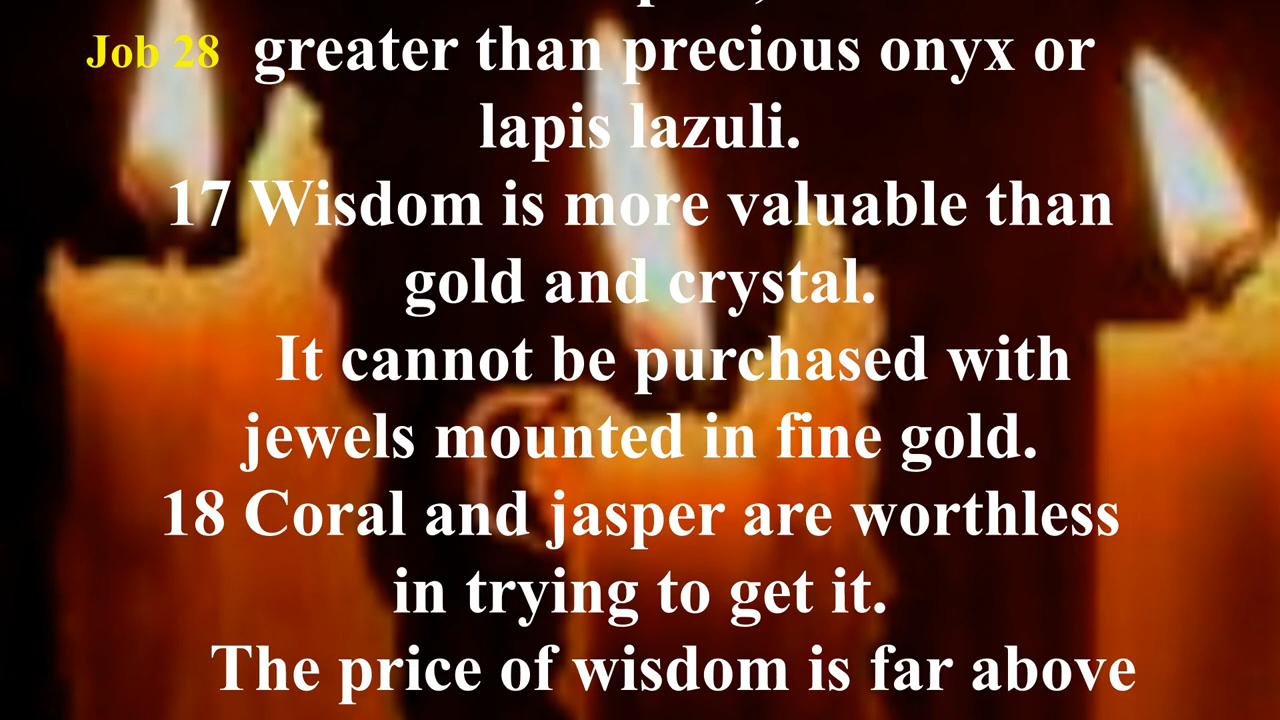 Job 28 greater than precious onyx or
lapis lazuli.
17 Wisdom is more valuable than
gold and crystal.
It cannot be purchased with
jewels mounted in fine gold.
18 Coral and jasper are worthless
in trying to get it.
The price of wisdom is far above